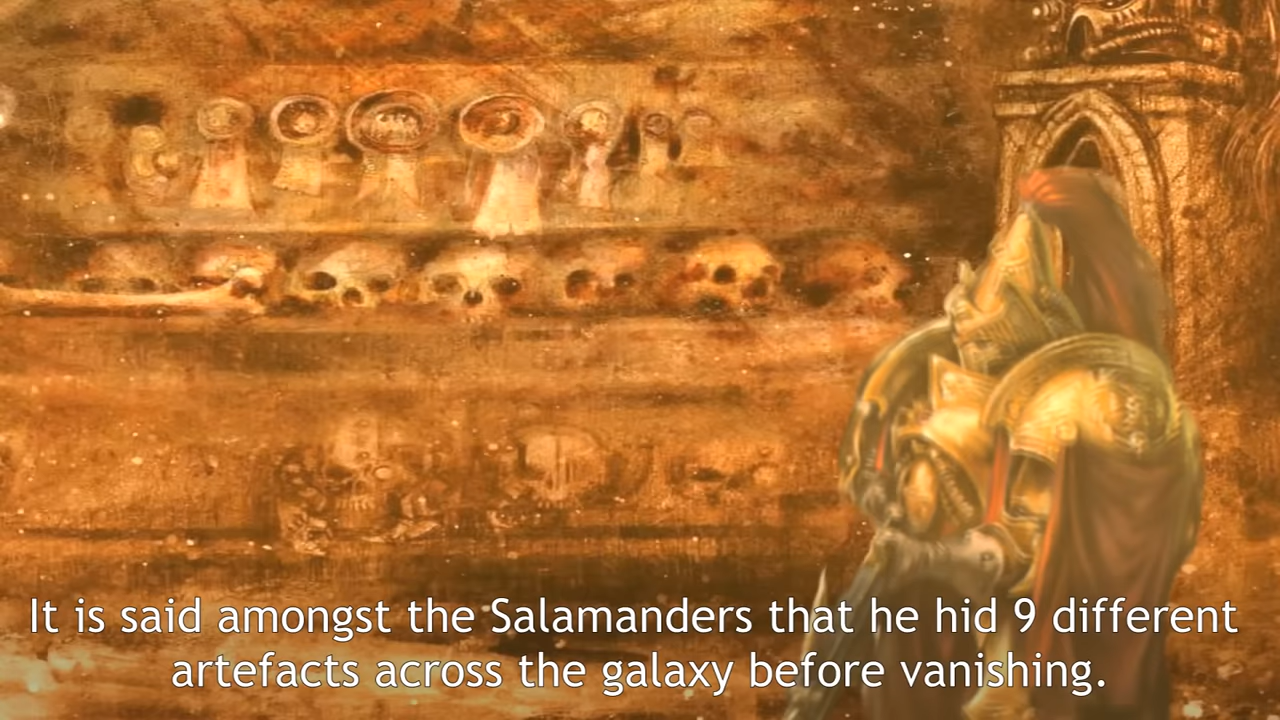 It is said amongst the Salamanders that he hid 9 different
artefacts across the galaxy before vanishing.